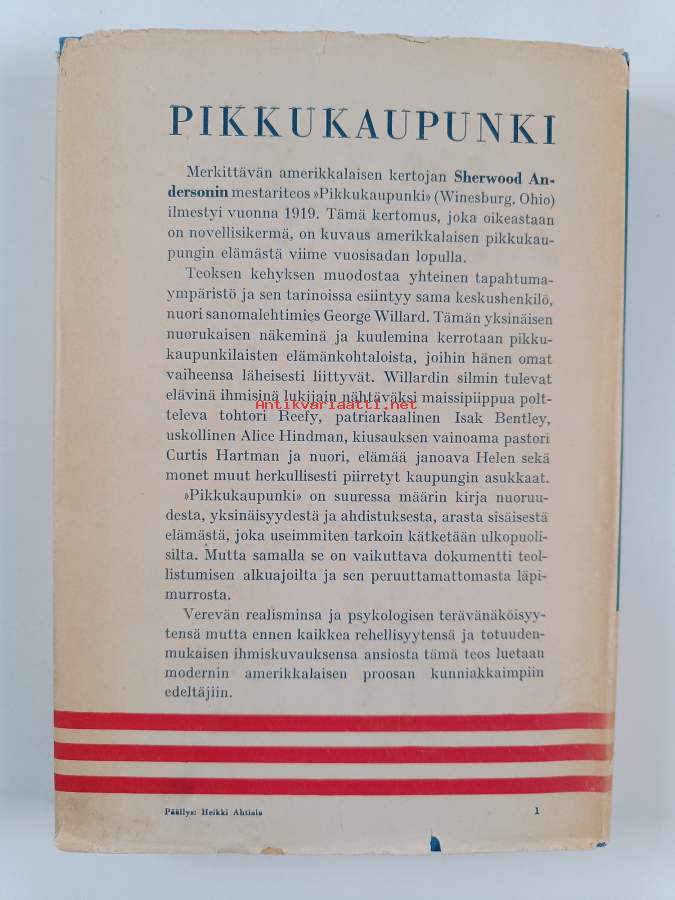 PIKKUKAUPUNKI
Merkittävän amerikkalaisen kertojan Sherwood An-
dersonin mestariteos »Pikkukaupunki» (Winesburg, Ohio)
ilmestyi vuonna 1919. Tämä kertomus, joka oikeastaan
on novellisikermä, on kuvaus amerikkalaisen pikkukau-
pungin elämästä viime vuosisadan lopulla.
Teoksen kehyksen muodostaa yhteinen tapahtuma-
ympäristö ja sen tarinoissa esiintyy sama keskushenkilö,
nuori sanomalehtimies George Willard. Tämän yksinäisen
nuorukaisen näkeminä ja kuulemina kerrotaan pikku-
kaupunkilaisten elämänkohtaloista, joihin hänen omat
vaiheensa läheisesti liittyvät. Willardin silmin tulevat
elävinä ihmisinä lukijain nähtäväksi maissipiippua polt-
Antikvariaatti.net
televa tohtori Reefy, patriarkaalinen Isak Bentley,
uskollinen Alice Hindman, kiusauksen vainoama pastori
Curtis Hartman ja nuori, elämää janoava Helen sekä
monet muut herkullisesti piirretyt kaupungin asukkaat.
»Pikkukaupunki» on suuressa määrin kirja nuoruu-
desta, yksinäisyydestä ja ahdistuksesta, arasta sisäisestä
elämästä, joka useimmiten tarkoin kätketään ulkopuoli-
silta. Mutta samalla se on vaikuttava dokumentti teol-
listumisen alkuajoilta ja sen peruuttamattomasta läpi-
murrosta.
Verevän realisminsa ja psykologisen terävänäköisyy-
tensä mutta ennen kaikkea rehellisyytensä ja totuuden-
mukaisen ihmiskuvauksensa ansiosta tämä teos luetaan
modernin amerikkalaisen proosan kunniakkaimpiin
edeltäjiin.
Päällys: Heikki Ahtiala
1